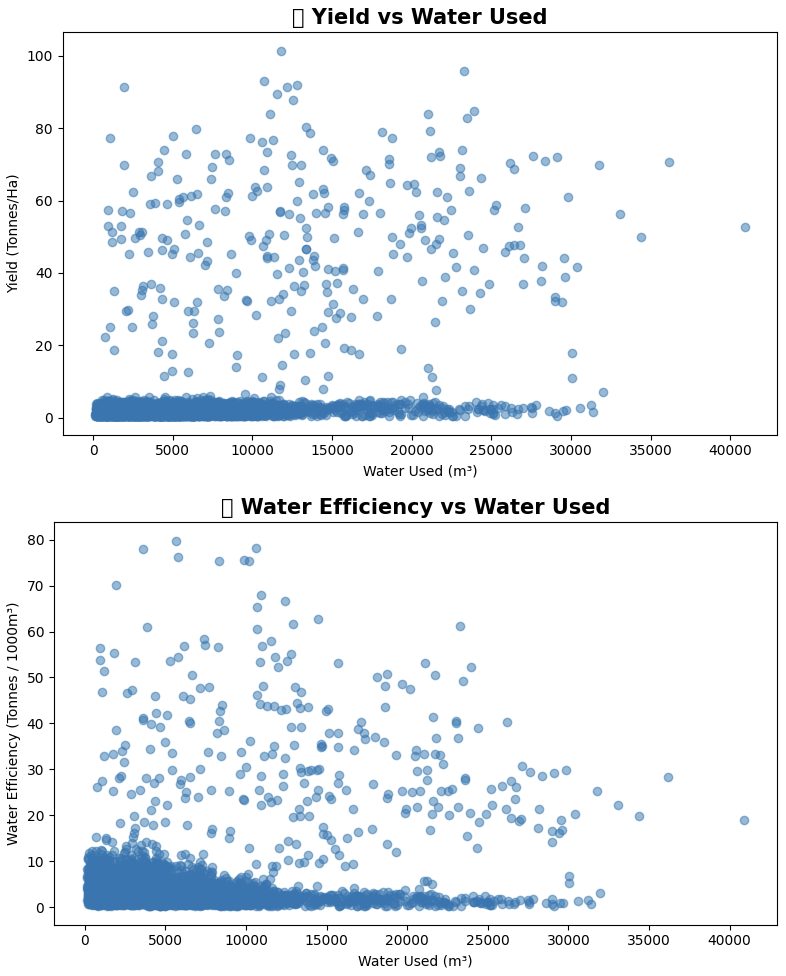 Yield vs Water Used
100
80
60
40
20
0
Yield (Tonnes/Ha)
0 5000 10000 15000 20000 25000 30000 35000 40000
Water Used (m³)
Water Efficiency vs Water Used
80
70
60
50
40
30
20
10
0
Water Efficiency (Tonnes / 1000m³)
0 5000 10000 15000 20000 25000 30000 35000 40000
Water Used (m³)